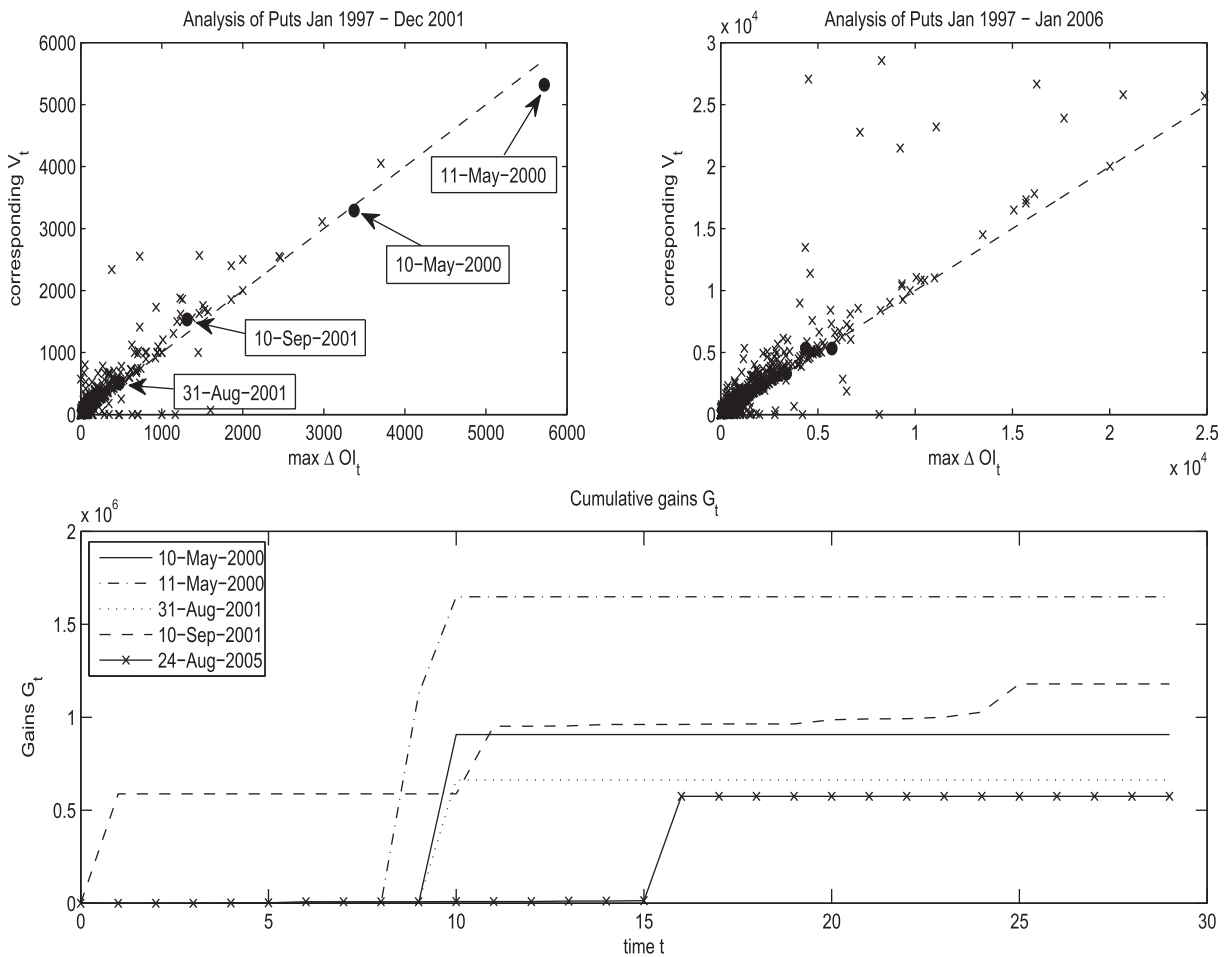 Analysis of Puts Jan 1997 − Dec 2001
6000
5000
4000
3000
2000
1000
0
corresponding V_t
0 1000 2000 3000 4000 5000 6000
max Δ OI_t
11−May−2000
10−May−2000
10−Sep−2001
31−Aug−2001
Analysis of Puts Jan 1997 − Jan 2006
x 10^4
3
2.5
2
1.5
1
0.5
0
corresponding V_t
0 0.5 1 1.5 2 2.5
max Δ OI_t
x 10^4
Cumulative gains G_t
x 10^6
2
1.5
1
0.5
0
Gains G_t
10−May−2000
11−May−2000
31−Aug−2001
10−Sep−2001
24−Aug−2005
0 5 10 15 20 25 30
time t